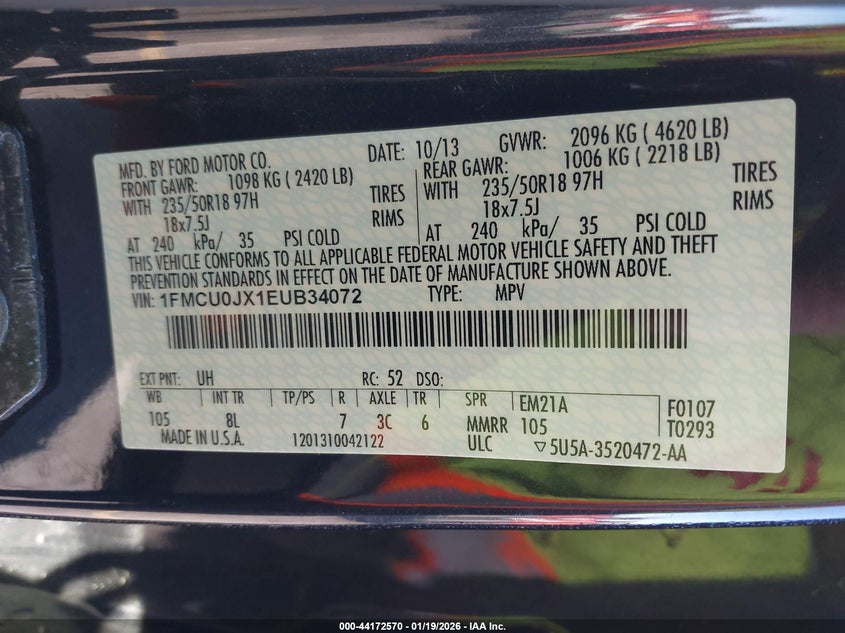 MFD. BY FORD MOTOR CO. DATE: 10/13 GVWR: 2096 KG ( 4620 LB)
FRONT GAWR: 1098 KG ( 2420 LB) REAR GAWR: 1006 KG ( 2218 LB)
WITH 235/50R18 97H TIRES WITH 235/50R18 97H TIRES
18x7.5J RIMS 18x7.5J RIMS
AT 240 kPa/ 35 PSI COLD AT 240 kPa/ 35 PSI COLD
THIS VEHICLE CONFORMS TO ALL APPLICABLE FEDERAL MOTOR VEHICLE SAFETY AND THEFT
PREVENTION STANDARDS IN EFFECT ON THE DATE OF MANUFACTURE SHOWN ABOVE.
VIN: 1FMCU0JX1EUB34072 TYPE: MPV
EXT PNT: UH RC: 52 DSO:
WB INT TR TP/PS R AXLE TR SPR EM21A F0107
105 8L 7 3C 6 MMRR 105 T0293
MADE IN U.S.A. 1201310042122 ULC ▽5U5A-3520472-AA
000-44172570 - 01/19/2026 - IAA Inc.